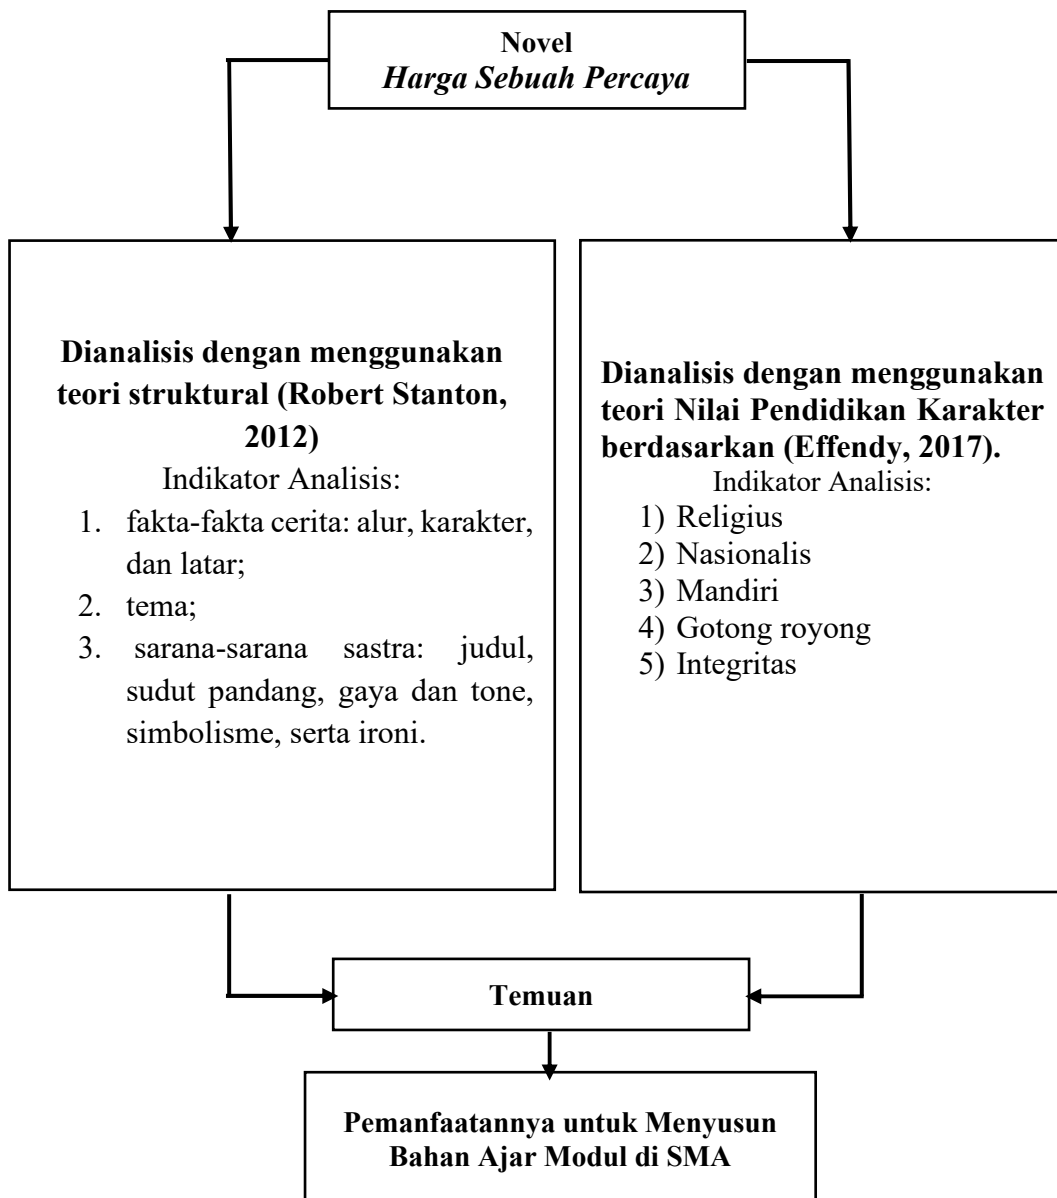 Novel
Harga Sebuah Percaya
Dianalisis dengan menggunakan
teori struktural (Robert Stanton,
2012)
Indikator Analisis:
1. fakta-fakta cerita: alur, karakter,
dan latar;
2. tema;
3. sarana-sarana sastra: judul,
sudut pandang, gaya dan tone,
simbolisme, serta ironi.
Dianalisis dengan menggunakan
teori Nilai Pendidikan Karakter
berdasarkan (Effendy, 2017).
Indikator Analisis:
1) Religius
2) Nasionalis
3) Mandiri
4) Gotong royong
5) Integritas
Temuan
Pemanfaatannya untuk Menyusun
Bahan Ajar Modul di SMA